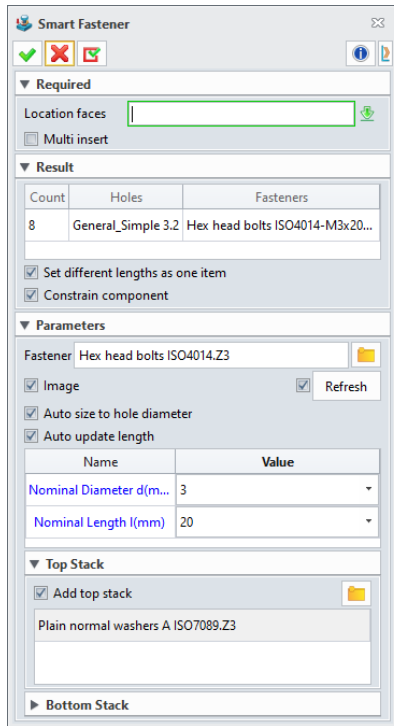 Smart Fastener
Required
Location faces
Multi insert
Result
Count Holes Fasteners
8 General_Simple 3.2 Hex head bolts ISO4014-M3x20...
Set different lengths as one item
Constrain component
Parameters
Fastener Hex head bolts ISO4014.Z3
Image Refresh
Auto size to hole diameter
Auto update length
Name Value
Nominal Diameter d(m... 3
Nominal Length l(mm) 20
Top Stack
Add top stack
Plain normal washers A ISO7089.Z3
Bottom Stack